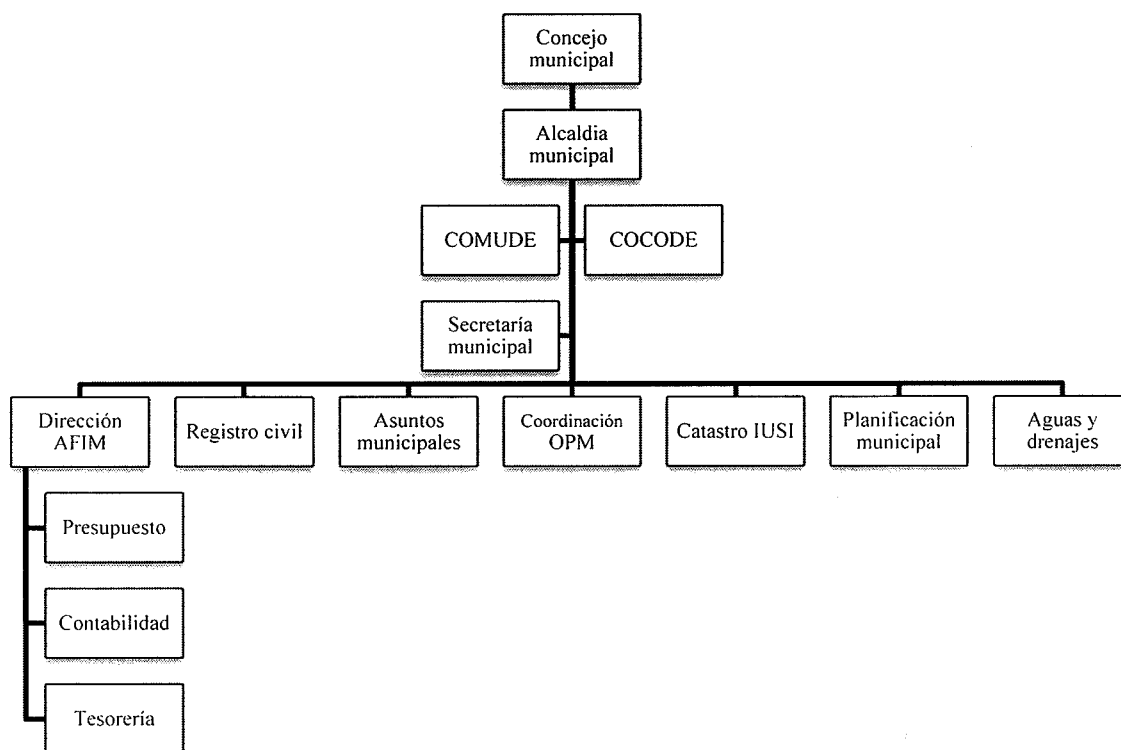 Concejo
municipal
Alcaldia
municipal
COMUDE
COCODE
Secretaría
municipal
Dirección
AFIM
Registro civil
Asuntos
municipales
Coordinación
OPM
Catastro IUSI
Planificación
municipal
Aguas y
drenajes
Presupuesto
Contabilidad
Tesorería